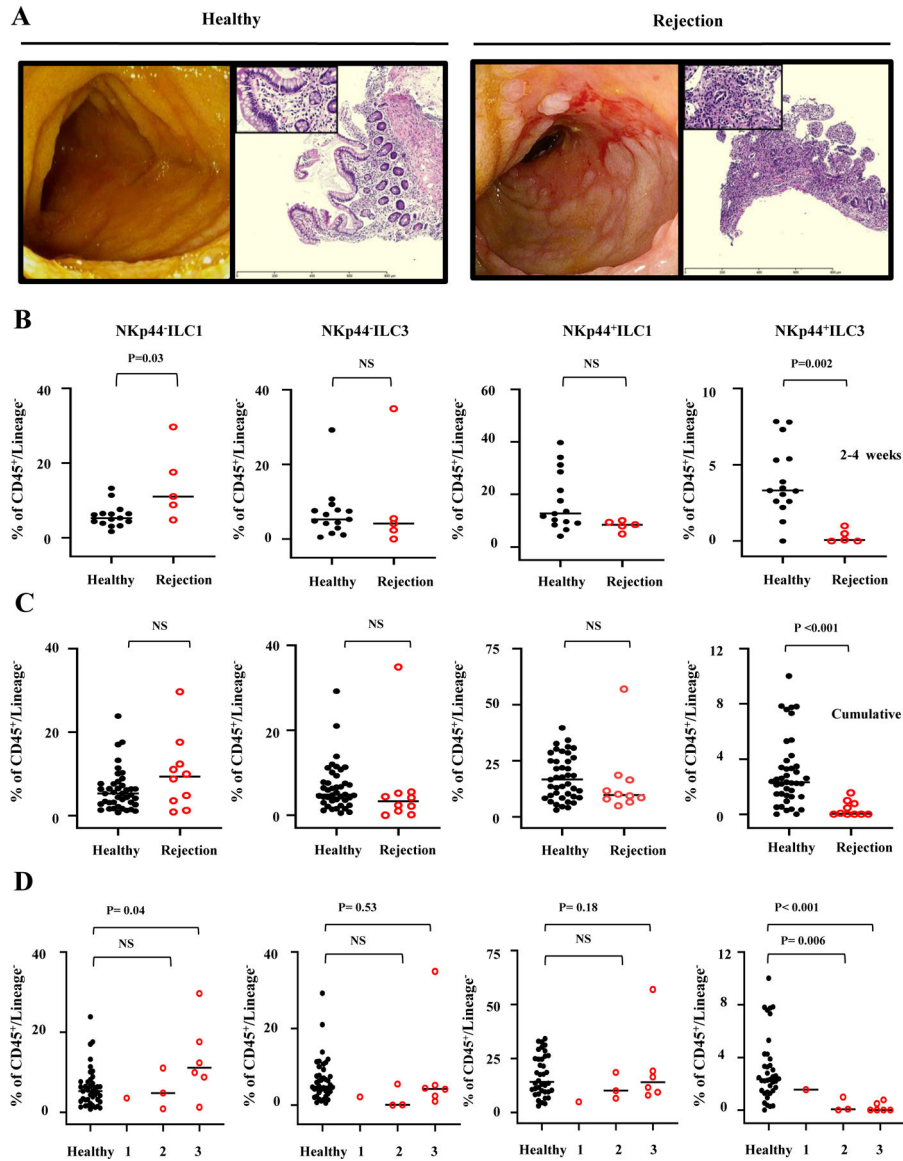 A
Healthy
Rejection
B
NKp44⁻ILC1
NKp44⁻ILC3
NKp44⁺ILC1
NKp44⁺ILC3
P=0.03
NS
NS
P=0.002
% of CD45⁺/Lineage⁻
40
20
0
Healthy
Rejection
% of CD45⁺/Lineage⁻
40
20
0
Healthy
Rejection
% of CD45⁺/Lineage⁻
60
40
20
0
Healthy
Rejection
% of CD45⁺/Lineage⁻
10
5
0
2-4 weeks
Healthy
Rejection
C
NS
NS
NS
P <0.001
% of CD45⁺/Lineage⁻
40
20
0
Healthy
Rejection
% of CD45⁺/Lineage⁻
40
20
0
Healthy
Rejection
% of CD45⁺/Lineage⁻
75
50
25
0
Healthy
Rejection
% of CD45⁺/Lineage⁻
12
8
4
0
Cumulative
Healthy
Rejection
D
P= 0.04
NS
P= 0.53
NS
P= 0.18
NS
P< 0.001
P= 0.006
% of CD45⁺/Lineage⁻
40
20
0
Healthy 1 2 3
% of CD45⁺/Lineage⁻
40
20
0
Healthy 1 2 3
% of CD45⁺/Lineage⁻
75
50
25
0
Healthy 1 2 3
% of CD45⁺/Lineage⁻
12
9
6
3
0
Healthy 1 2 3